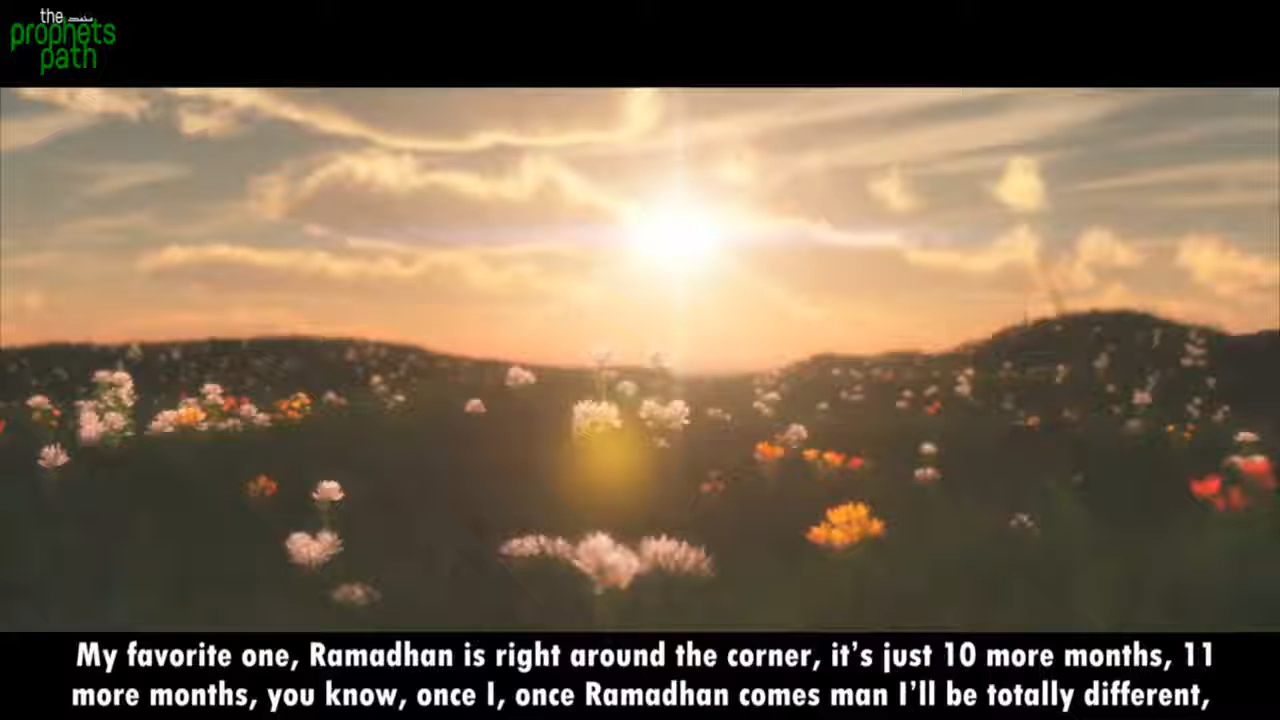 the محمد
prophets
path
My favorite one, Ramadhan is right around the corner, it's just 10 more months, 11
more months, you know, once I, once Ramadhan comes man I'll be totally different,